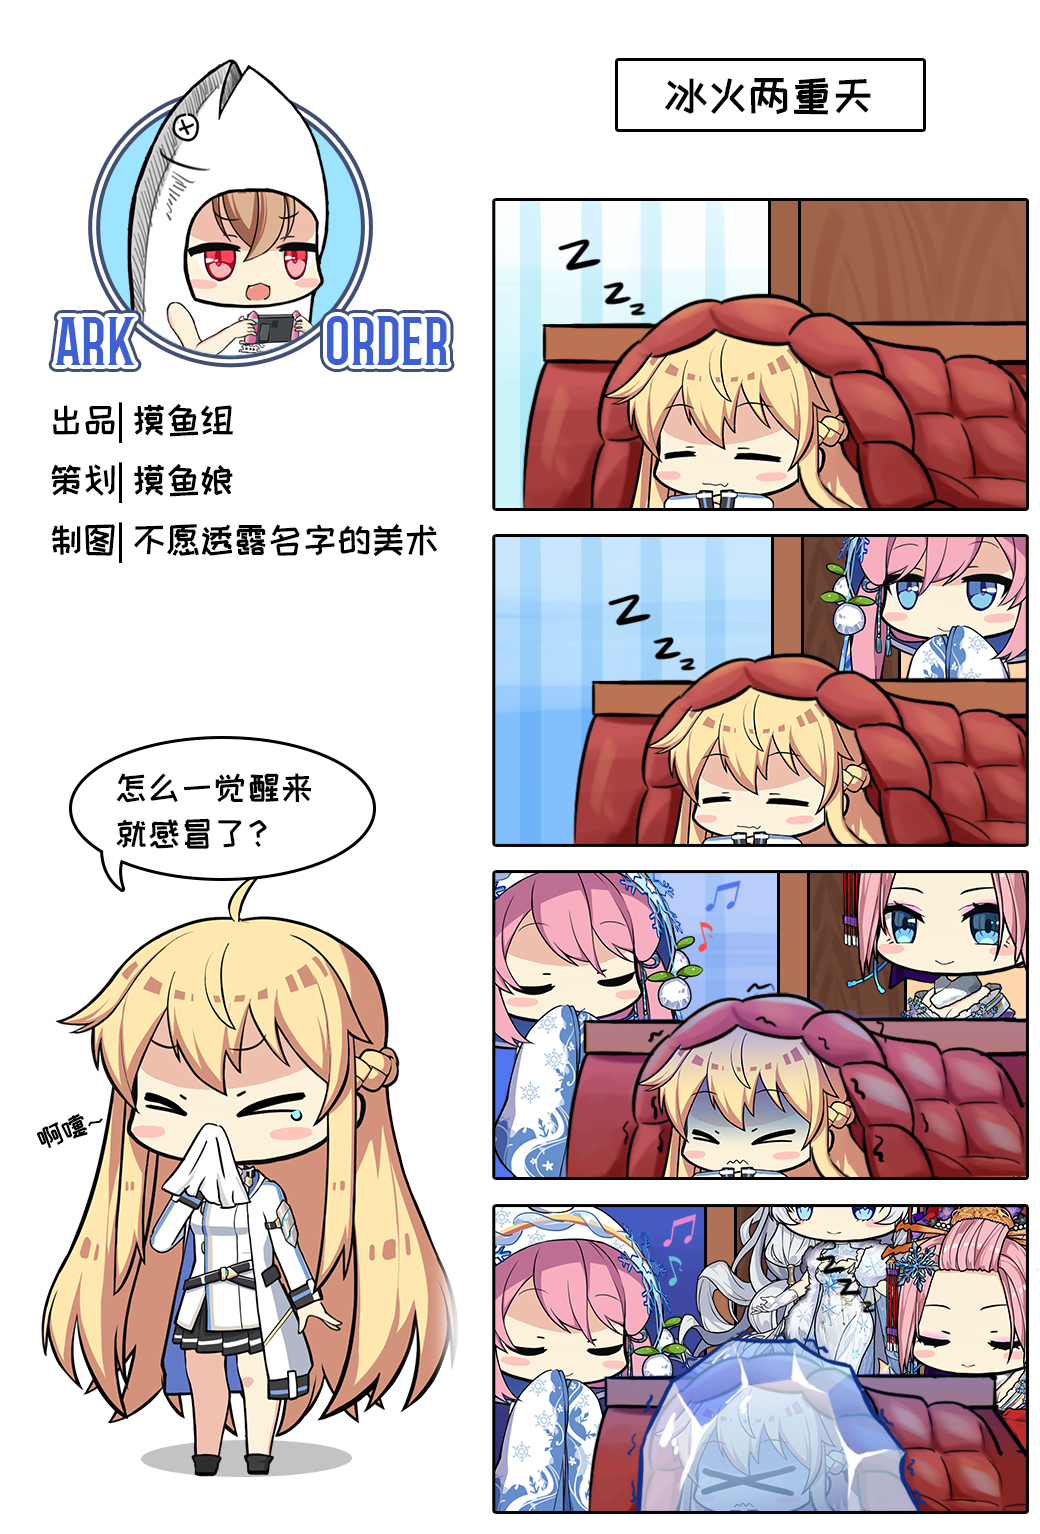 冰火两重天
ARK ORDER
出品 摸鱼组
策划 摸鱼娘
制图 不愿透露名字的美术
z
z
z
z
z
z
怎么一觉醒来
就感冒了?
啊嚏~
z
z
z